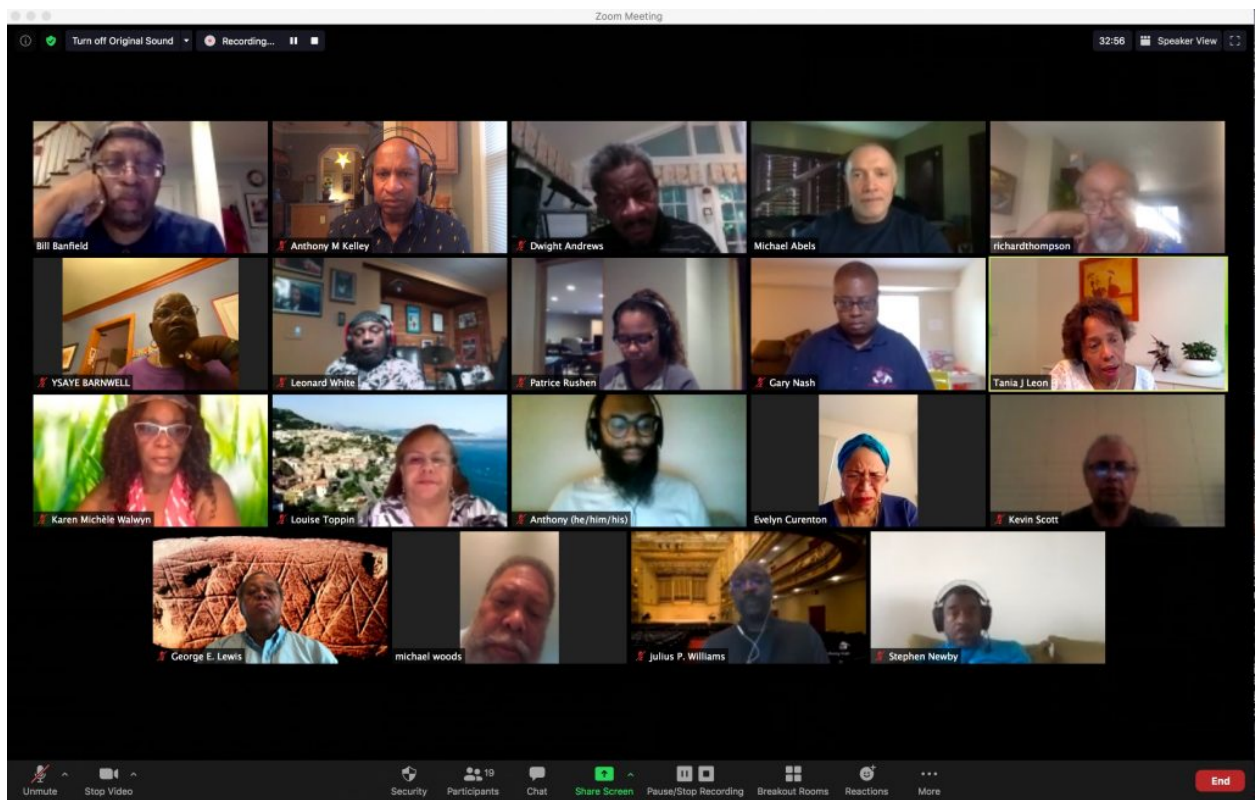 Zoom Meeting
Turn off Original Sound
Recording...
32:56
Speaker View
Bill Banfield
Anthony M Kelley
Dwight Andrews
Michael Abels
richardthompson
YSAYE BARNWELL
Leonard White
Patrice Rushen
Gary Nash
Tania J Leon
Karen Michèle Walwyn
Louise Toppin
Anthony (he/him/his)
Evelyn Curenton
Kevin Scott
George E. Lewis
michael woods
julius P. Williams
Stephen Newby
19
Unmute
Stop Video
Security
Participants
Chat
Share Screen
Pause/Stop Recording
Breakout Rooms
Reactions
More
End